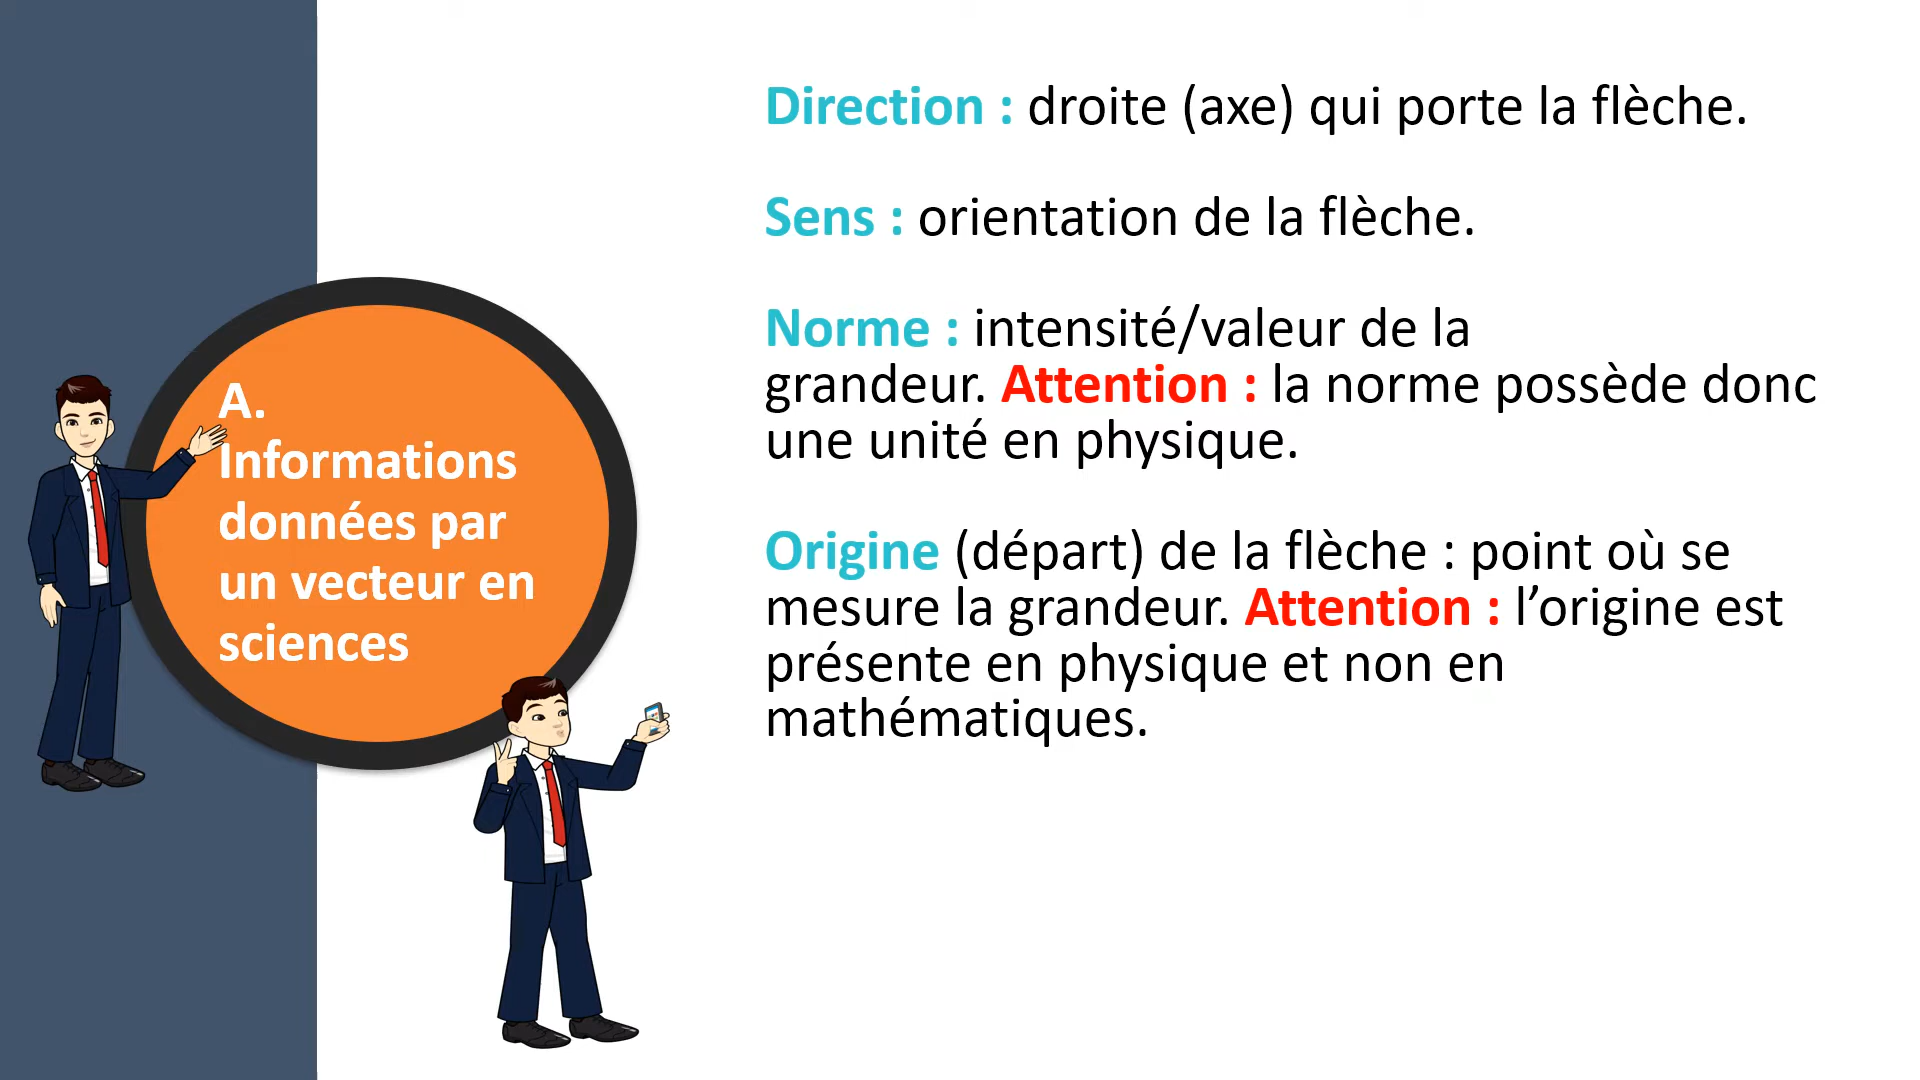 A.
Informations
données par
un vecteur en
sciences
Direction : droite (axe) qui porte la flèche.
Sens : orientation de la flèche.
Norme : intensité/valeur de la
grandeur. Attention : la norme possède donc
une unité en physique.
Origine (départ) de la flèche : point où se
mesure la grandeur. Attention : l’origine est
présente en physique et non en
mathématiques.